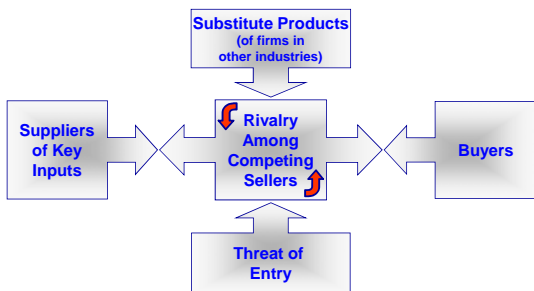 Substitute Products
(of firms in
other industries)
Suppliers
of Key
Inputs
Rivalry
Among
Competing
Sellers
Buyers
Threat of
Entry